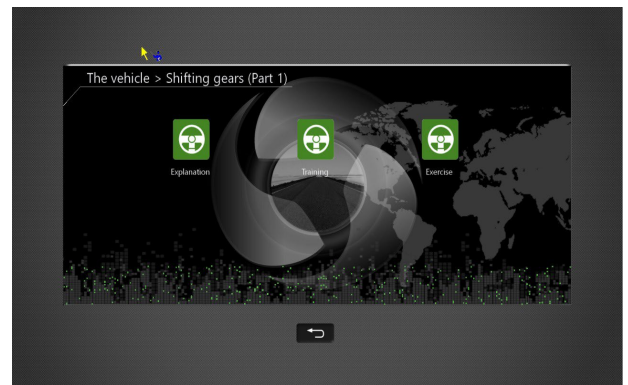 The vehicle > Shifting gears (Part 1)
Explanation
Training
Exercise